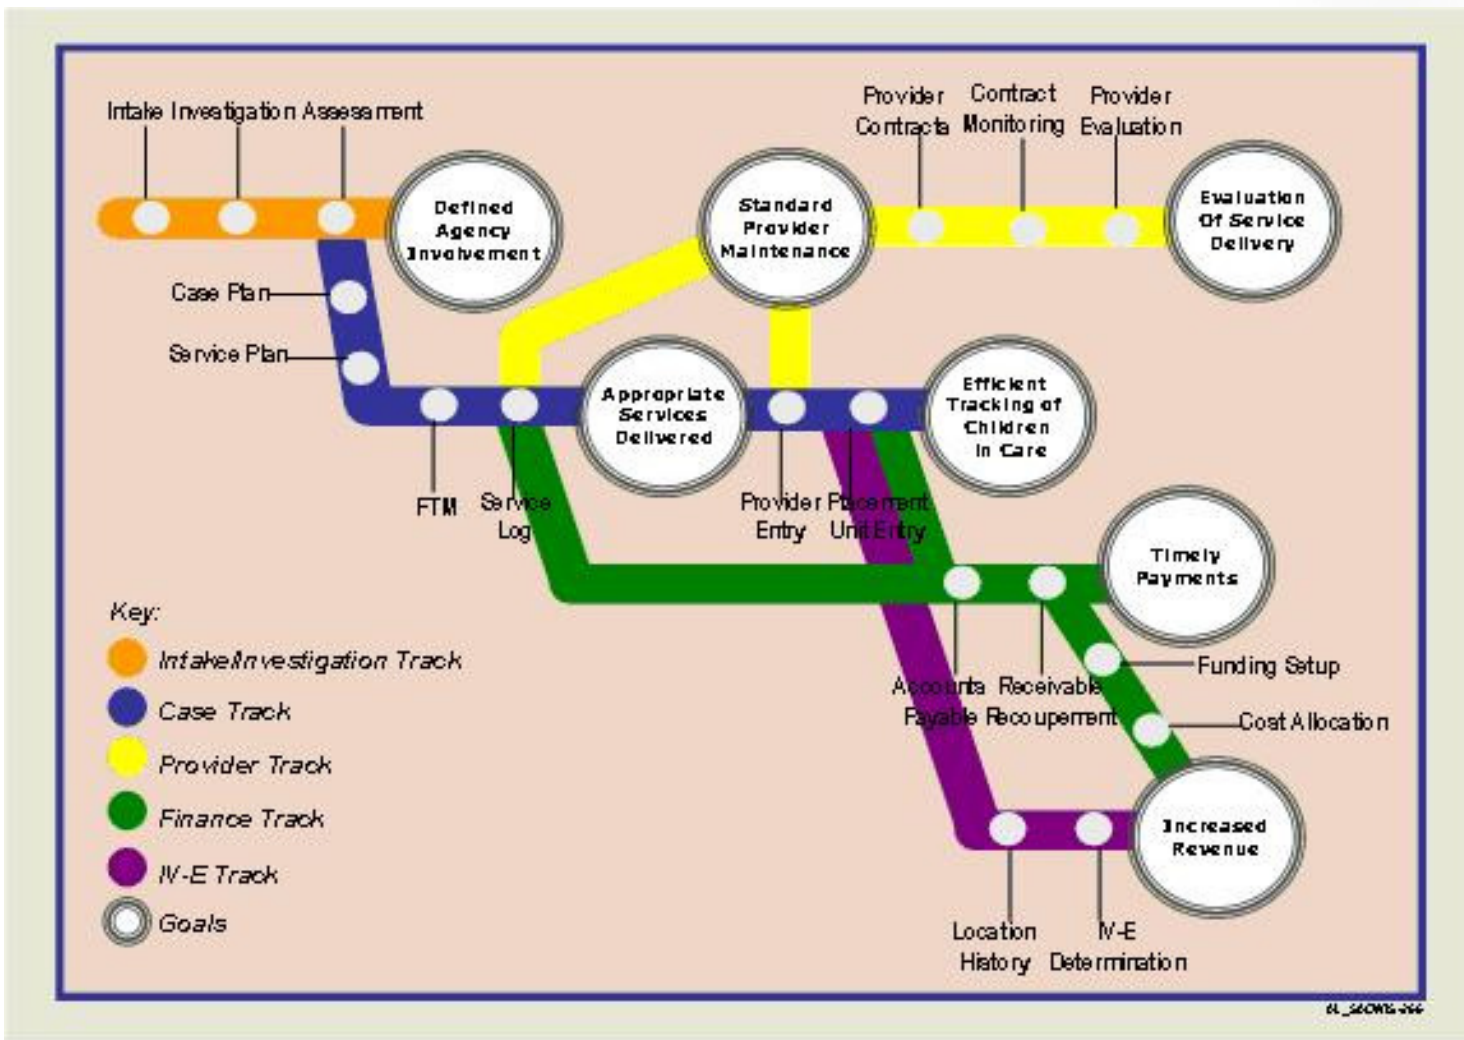 Intake Investigation Assessment
Provider
Contracts
Contract
Monitoring
Provider
Evaluation
Defined
Agency
Involvement
Standard
Provider
Maintenance
Evaluation
Of Service
Delivery
Case Plan
Service Plan
Appropriate
Services
Delivered
Efficient
Tracking of
Children
in Care
FTM
Service
Log
Provider
Entry
Placement
Unit Entry
Timely
Payments
Accounts
Payable
Receivable
Recoupement
Funding Setup
Cost Allocation
Increased
Revenue
Location
History
IV-E
Determination
Key:
Intake/Investigation Track
Case Track
Provider Track
Finance Track
IV-E Track
Goals